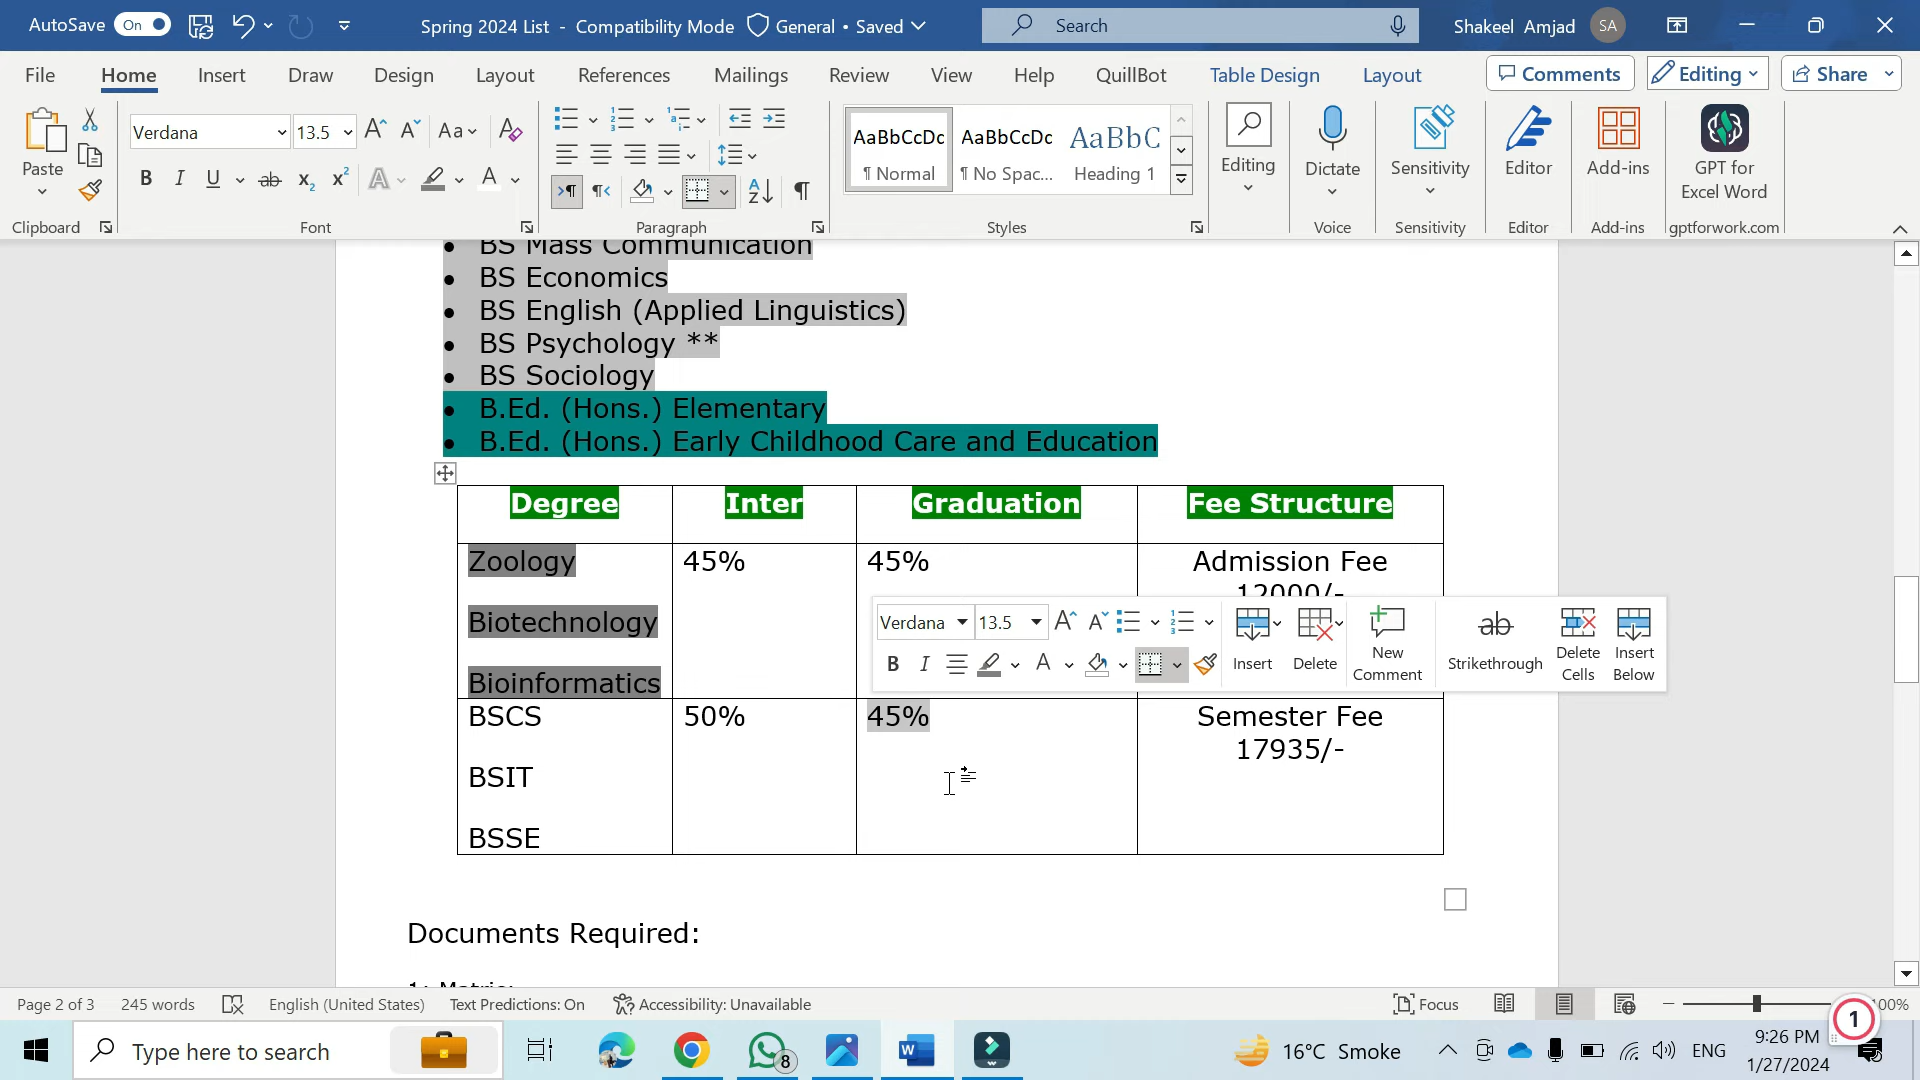 AutoSave On Spring 2024 List - Compatibility Mode General • Saved Search Shakeel Amjad SA
File Home Insert Draw Design Layout References Mailings Review View Help QuillBot Table Design Layout Comments Editing Share
Paste
Clipboard
Verdana 13.5
Font
Paragraph
AaBbCcDc AaBbCcDc AaBbC
¶ Normal ¶ No Spac... Heading 1
Styles
Editing
Dictate
Voice
Sensitivity
Sensitivity
Editor
Editor
Add-ins
Add-ins
GPT for
Excel Word
gptforwork.com
• BS Mass Communication
• BS Economics
• BS English (Applied Linguistics)
• BS Psychology **
• BS Sociology
• B.Ed. (Hons.) Elementary
• B.Ed. (Hons.) Early Childhood Care and Education
Degree Inter Graduation Fee Structure
Zoology 45% 45% Admission Fee
12000/-
Biotechnology
Bioinformatics
Verdana 13.5
Insert Delete New
Comment Strikethrough Delete
Cells Insert
Below
BSCS 50% 45% Semester Fee
17935/-
BSIT
BSSE
Documents Required:
Page 2 of 3 245 words English (United States) Text Predictions: On Accessibility: Unavailable Focus 100%
1
Type here to search 8 16°C Smoke ENG 9:26 PM
1/27/2024